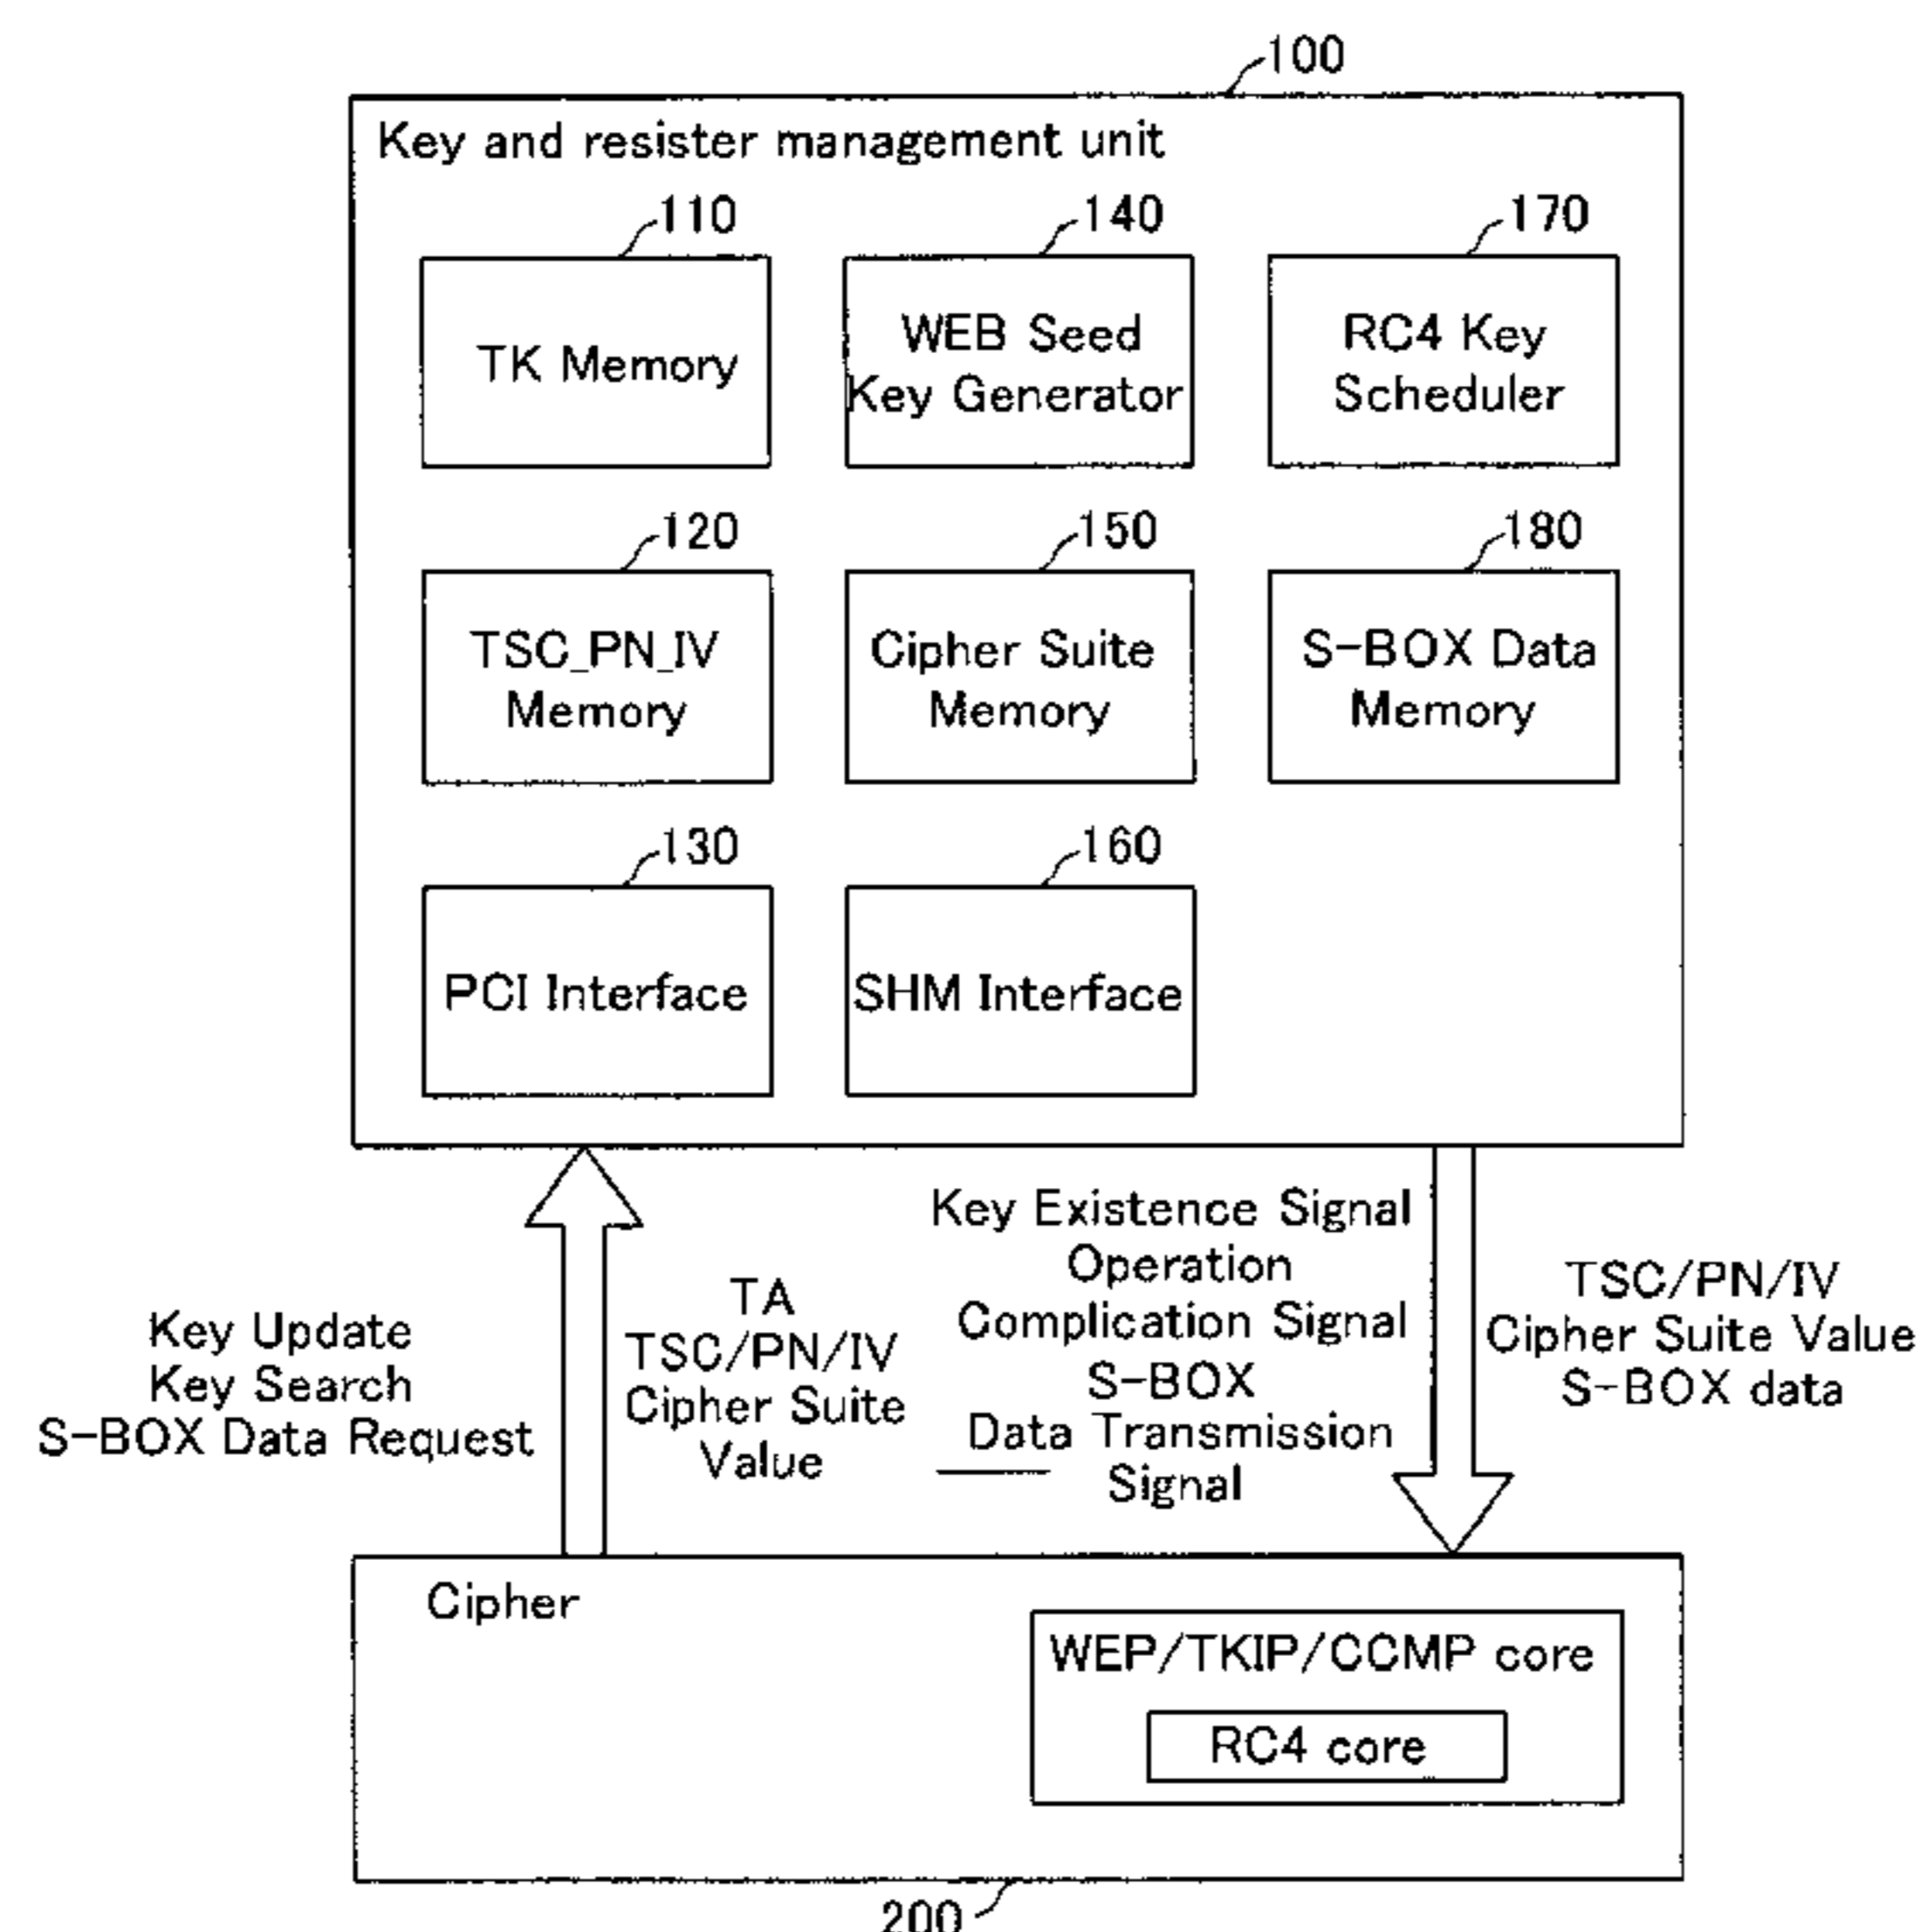 100
Key and resister management unit
110
140
170
TK Memory
WEB Seed
Key Generator
RC4 Key
Scheduler
120
150
180
TSC_PN_IV
Memory
Cipher Suite
Memory
S-BOX Data
Memory
130
160
PCI Interface
SHM Interface
Key Update
Key Search
S-BOX Data Request
TA
TSC/PN/IV
Cipher Suite
Value
Key Existence Signal
Operation
Complication Signal
S-BOX
Data Transmission
Signal
TSC/PN/IV
Cipher Suite Value
S-BOX data
Cipher
WEP/TKIP/CCMP core
RC4 core
200